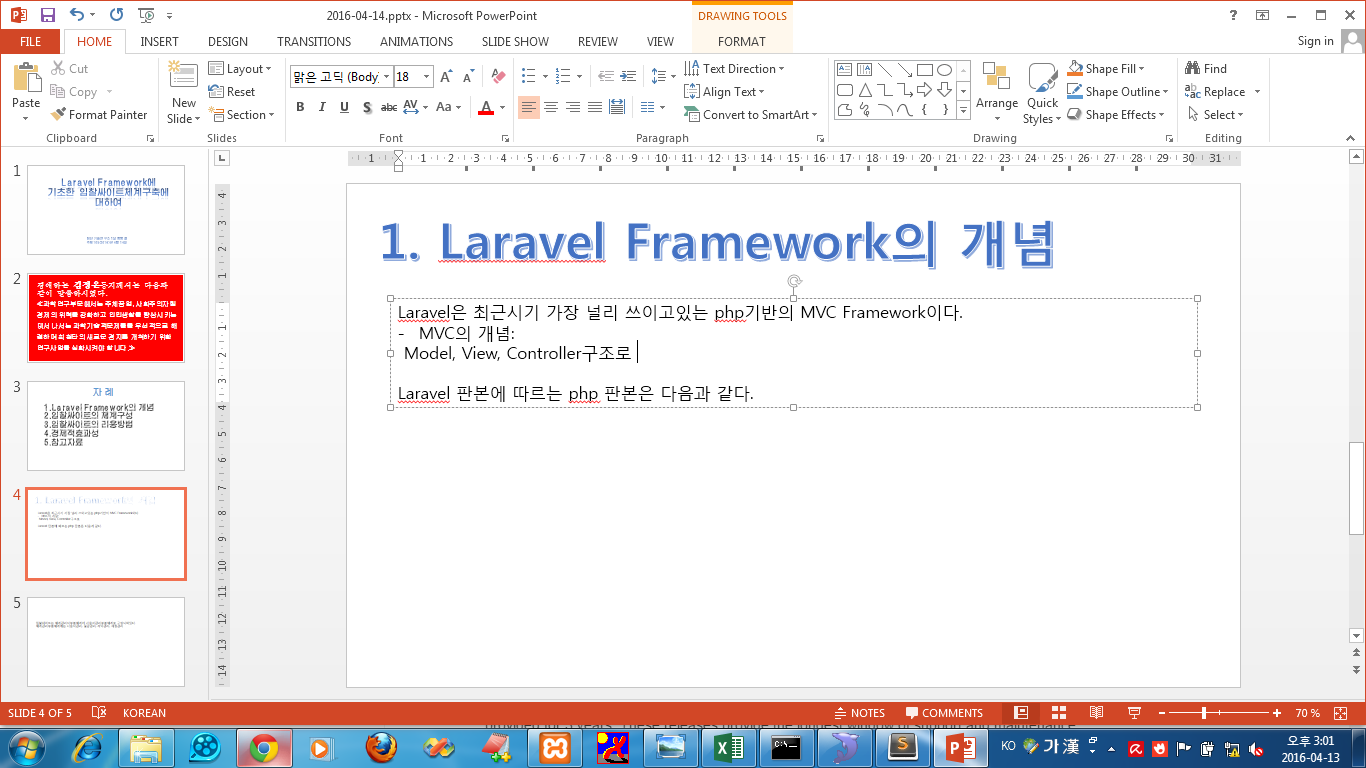 2016-04-14.pptx - Microsoft PowerPoint
DRAWING TOOLS
FILE
HOME
INSERT
DESIGN
TRANSITIONS
ANIMATIONS
SLIDE SHOW
REVIEW
VIEW
FORMAT
Sign in
Paste
Cut
Copy
Format Painter
Clipboard
New Slide
Layout
Reset
Section
Slides
맑은 고딕 (Body)
18
Font
Text Direction
Align Text
Convert to SmartArt
Paragraph
Arrange
Quick Styles
Shape Fill
Shape Outline
Shape Effects
Drawing
Find
Replace
Select
Editing
1
Laravel Framework에
기초한 입찰싸이트체계구축에
대하여
2
3
차 례
1.Laravel Framework의 개념
2.입찰싸이트의 체계구성
3.입찰싸이트의 리용방법
4.경제적효과성
5.참고자료
4
5
1. Laravel Framework의 개념
Laravel은 최근시기 가장 널리 쓰이고있는 php기반의 MVC Framework이다.
- MVC의 개념:
Model, View, Controller구조로
Laravel 판본에 따르는 php 판본은 다음과 같다.
SLIDE 4 OF 5
KOREAN
NOTES
COMMENTS
70 %
KO
가
漢
오후 3:01
2016-04-13